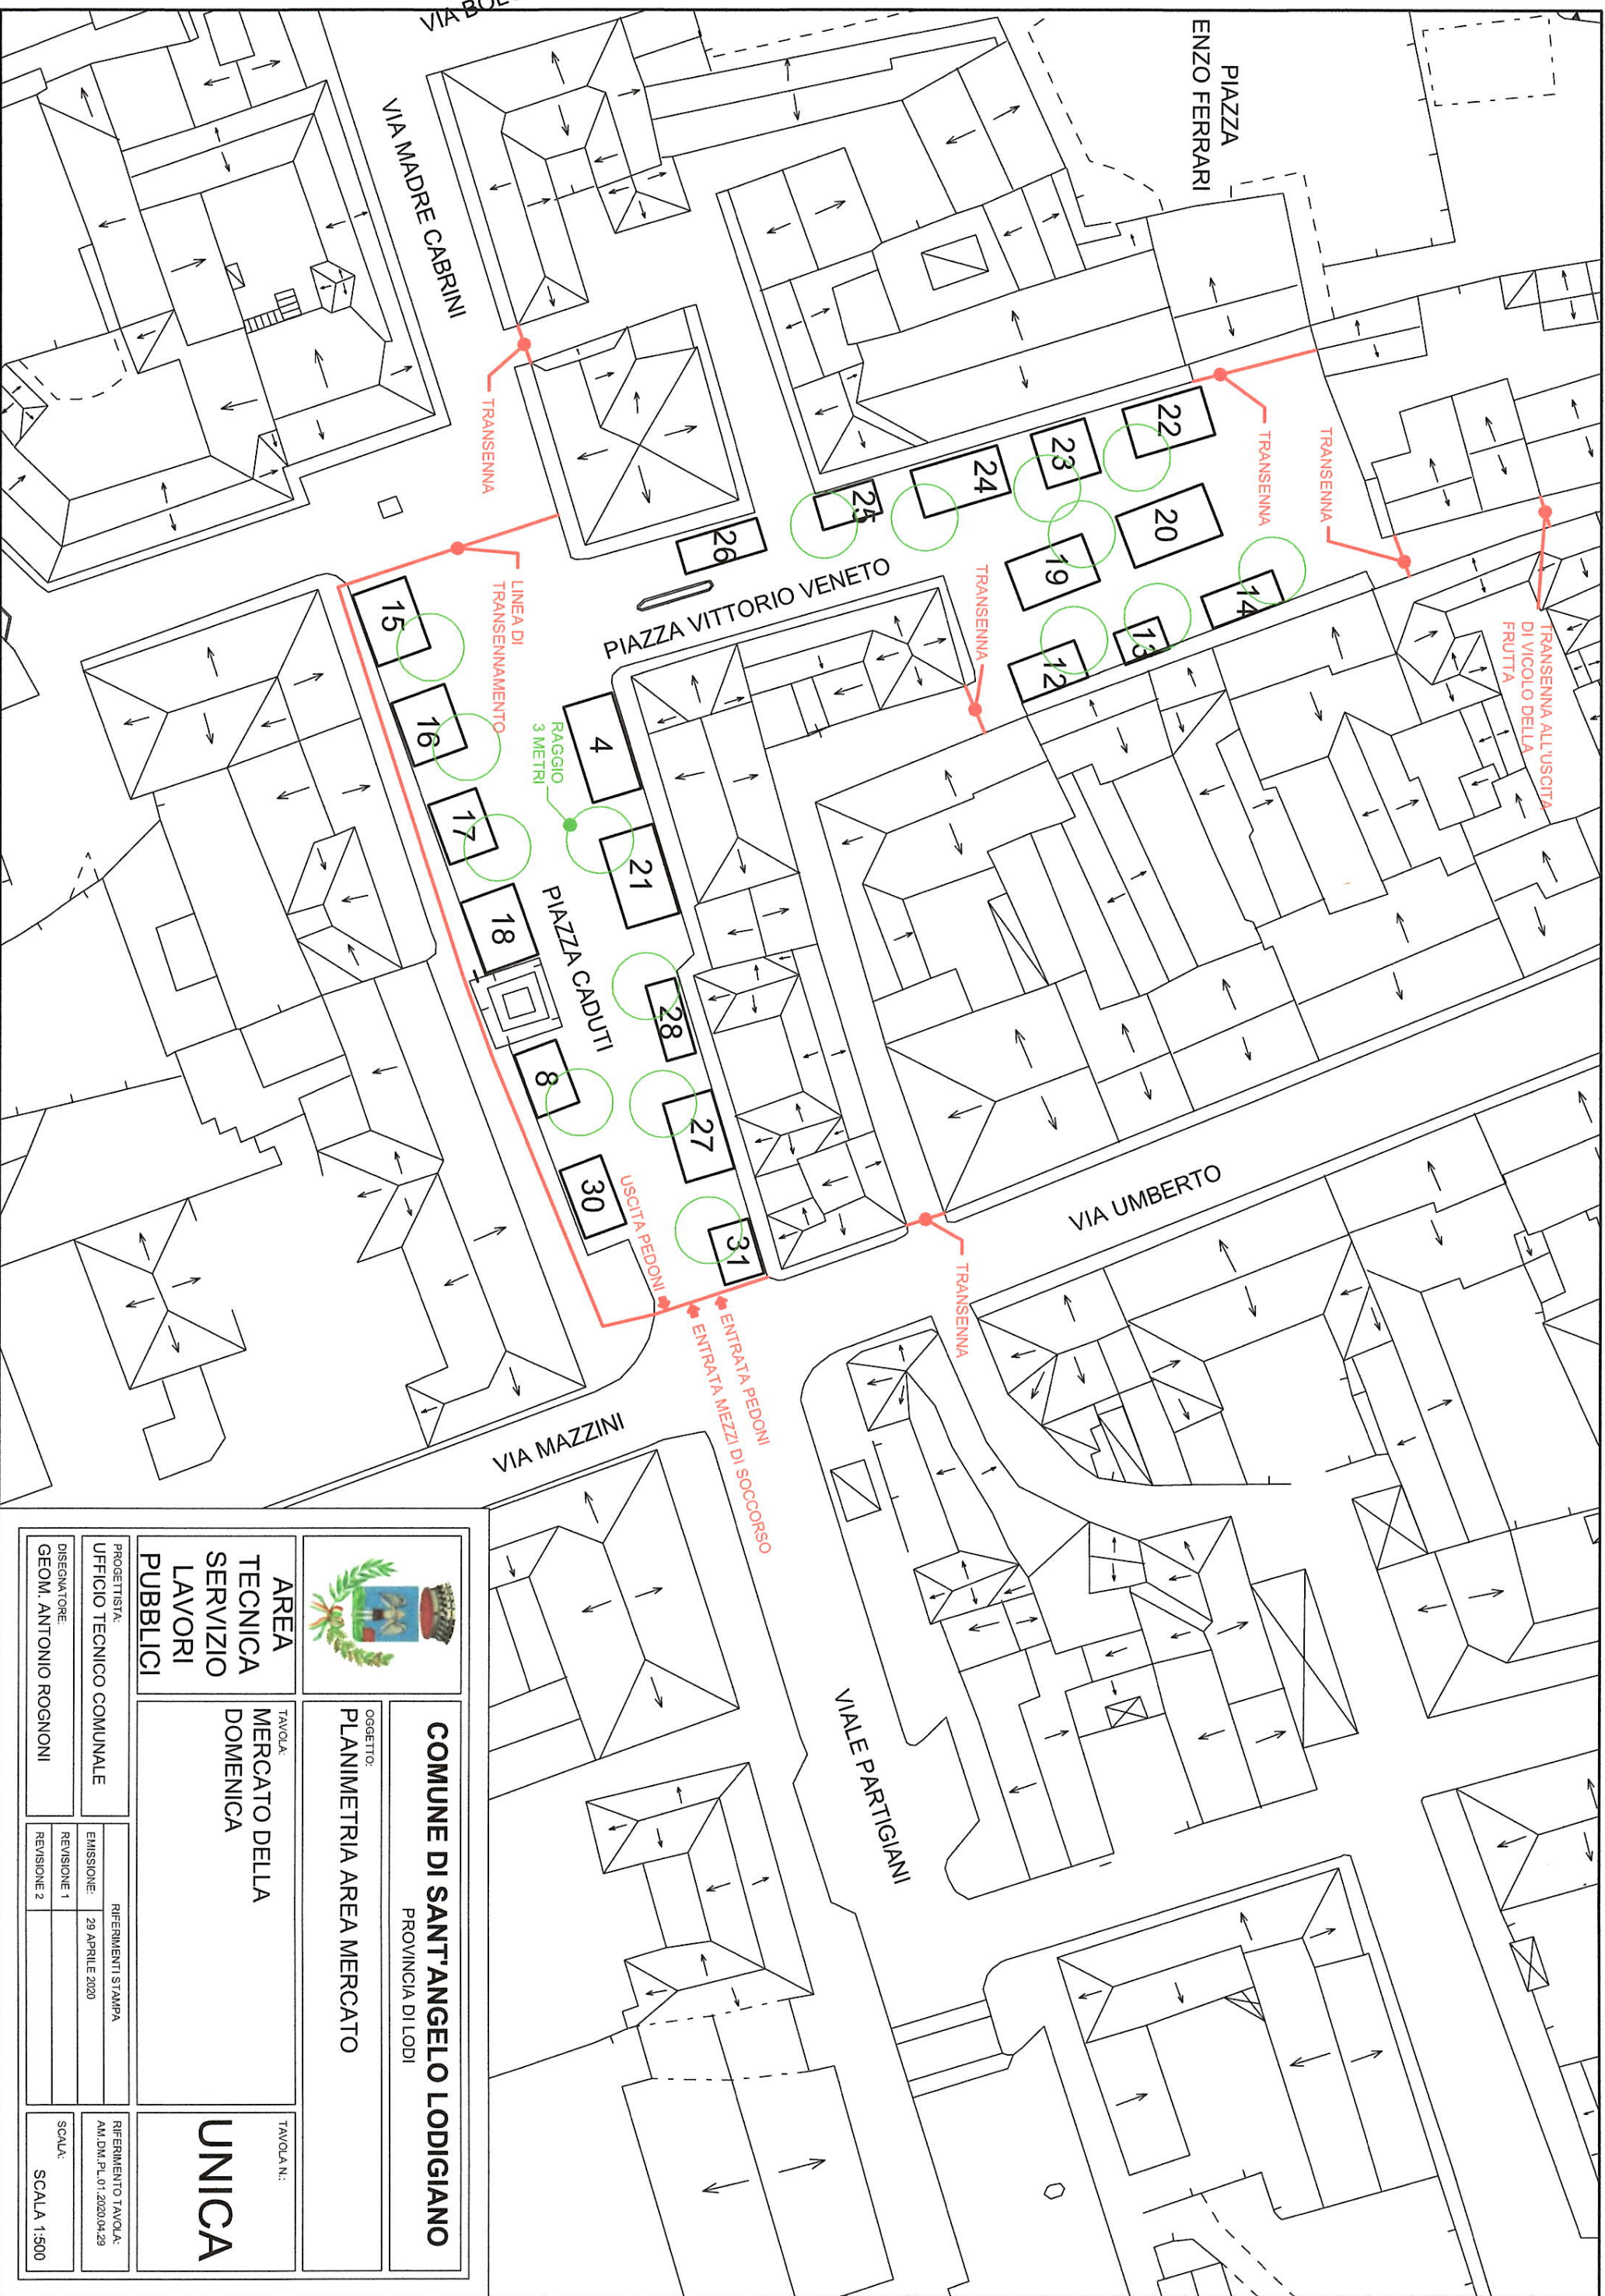 PIAZZA
ENZO FERRARI
VIA MADRE CABRINI
TRANSENNA
TRANSENNA
TRANSENNA
TRANSENNA ALL'USCITA
DI VICOLO DELLA
FRUTTA
22
23
24
25
26
20
19
14
13
12
PIAZZA VITTORIO VENETO
TRANSENNA
LINEA DI
TRANSENNAMENTO
15
16
17
18
4
21
RAGGIO
3 METRI
PIAZZA CADUTI
28
8
27
30
31
USCITA PEDONI
ENTRATA PEDONI
ENTRATA MEZZI DI SOCCORSO
TRANSENNA
VIA UMBERTO
VIA MAZZINI
VIALE PARTIGIANI
COMUNE DI SANT'ANGELO LODIGIANO
PROVINCIA DI LODI
OGGETTO:
PLANIMETRIA AREA MERCATO
AREA
TECNICA
SERVIZIO
LAVORI
PUBBLICI
TAVOLA:
MERCATO DELLA
DOMENICA
TAVOLA N.:
UNICA
PROGETTISTA:
UFFICIO TECNICO COMUNALE
DISEGNATORE:
GEOM. ANTONIO ROGNONI
RIFERIMENTI STAMPA
EMISSIONE: 29 APRILE 2020
REVISIONE 1
REVISIONE 2
RIFERIMENTO TAVOLA:
AM.DM.PL.01.2020.04.29
SCALA:
SCALA 1:500